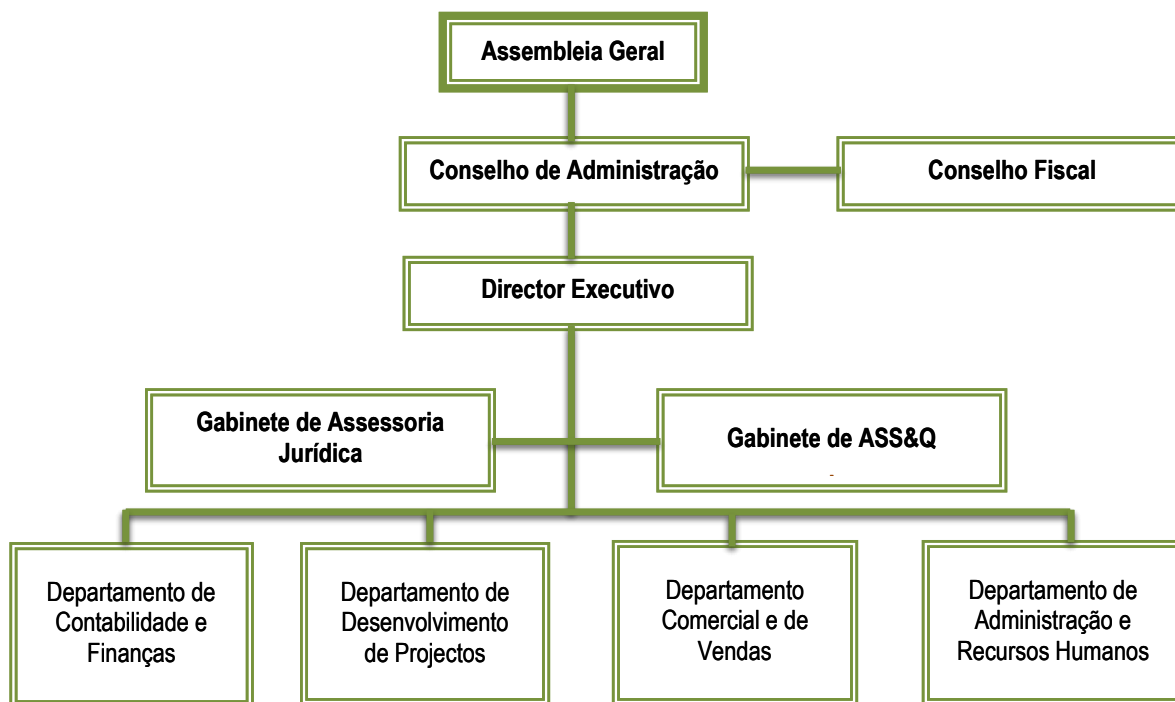 Assembleia Geral
Conselho de Administração
Conselho Fiscal
Director Executivo
Gabinete de Assessoria
Jurídica
Gabinete de ASS&Q
Departamento de
Contabilidade e
Finanças
Departamento de
Desenvolvimento
de Projectos
Departamento
Comercial e de
Vendas
Departamento de
Administração e
Recursos Humanos